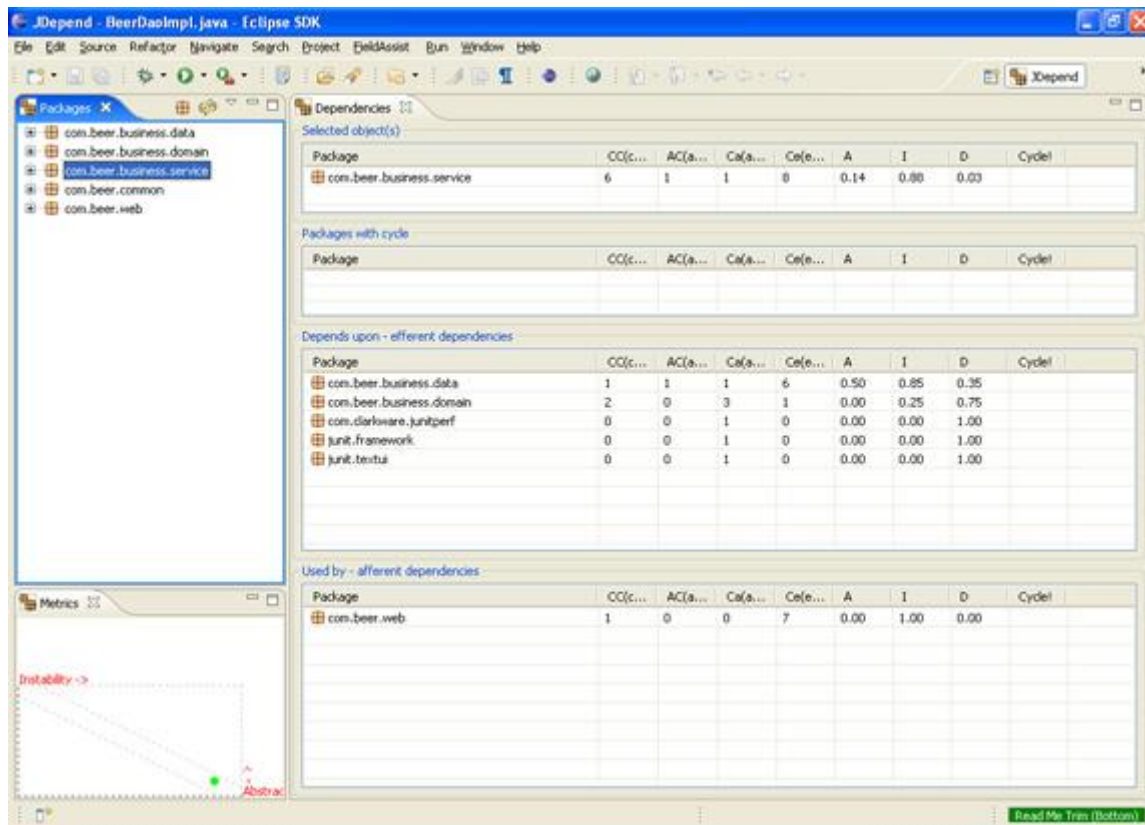 JDepend - BeerDaoImpl.java - Eclipse SDK
File Edit Source Refactor Navigate Search Project FieldAssist Run Window Help
JDepend
Packages
com.beer.business.data
com.beer.business.domain
com.beer.business.service
com.beer.common
com.beer.web
Dependencies
Selected object(s)
Package CC(c... AC(a... Ca(a... Ce(e... A I D Cycle!
com.beer.business.service 6 1 1 8 0.14 0.88 0.03
Packages with cycle
Package CC(c... AC(a... Ca(a... Ce(e... A I D Cycle!
Depends upon - efferent dependencies
Package CC(c... AC(a... Ca(a... Ce(e... A I D Cycle!
com.beer.business.data 1 1 1 6 0.50 0.85 0.35
com.beer.business.domain 2 0 3 1 0.00 0.25 0.75
com.clarkware.junitperf 0 0 1 0 0.00 0.00 1.00
junit.framework 0 0 1 0 0.00 0.00 1.00
junit.textui 0 0 1 0 0.00 0.00 1.00
Used by - afferent dependencies
Package CC(c... AC(a... Ca(a... Ce(e... A I D Cycle!
com.beer.web 1 0 0 7 0.00 1.00 0.00
Metrics
Instability ->
Abstrac
Read Me Trim (Bottom)